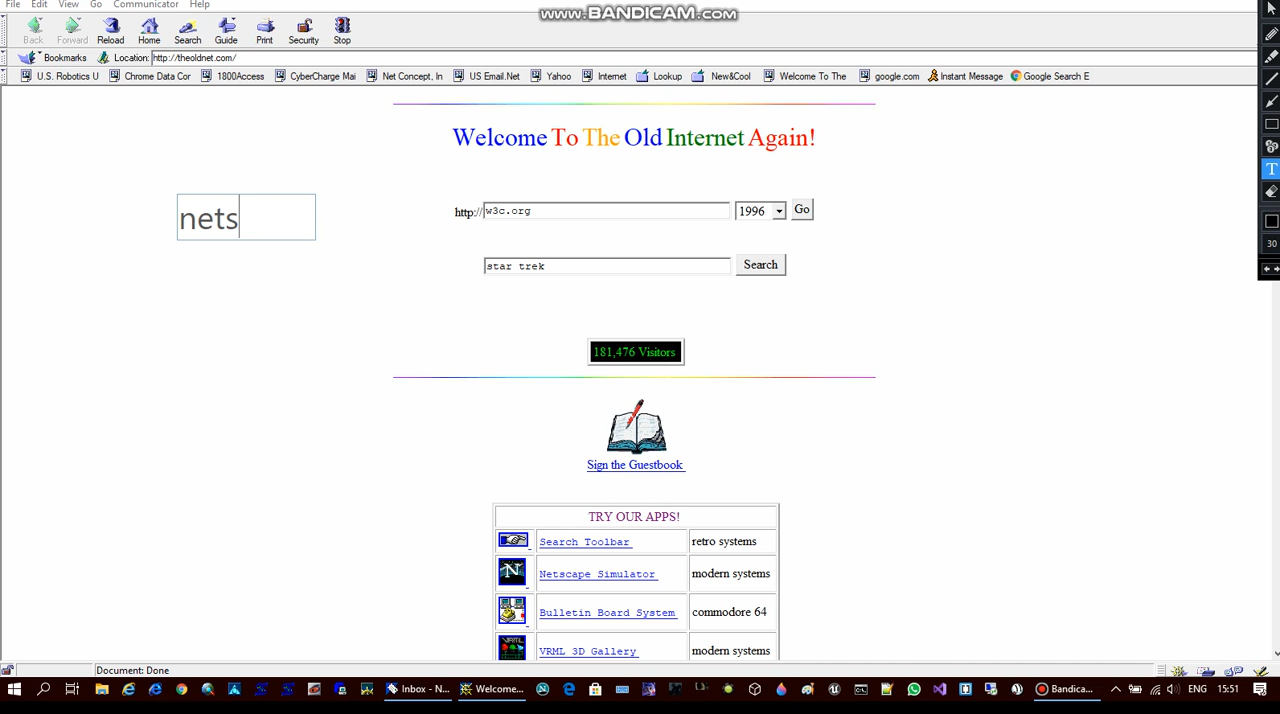 File Edit View Go Communicator Help
www.BANDICAM.com
Back Forward Reload Home Search Guide Print Security Stop
Bookmarks Location: http://theoldnet.com/
U.S. Robotics U Chrome Data Cor 1800Access CyberCharge Mai Net Concept, In US Email.Net Yahoo Internet Lookup New&Cool Welcome To The google.com Instant Message Google Search E
Welcome To The Old Internet Again!
nets
http:// w3c.org 1996 Go
star trek Search
181,476 Visitors
Sign the Guestbook
TRY OUR APPS!
Search Toolbar retro systems
Netscape Simulator modern systems
Bulletin Board System commodore 64
VRML 3D Gallery modern systems
T
30
Document: Done
Inbox - N... Welcome... Bandica... ENG 15:51